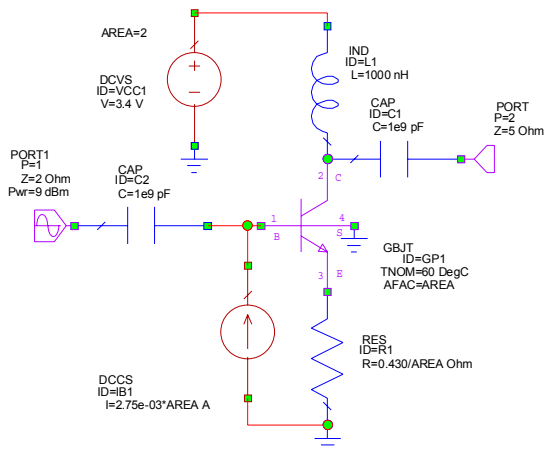 AREA=2
DCVS
ID=VCC1
V=3.4 V
IND
ID=L1
L=1000 nH
CAP
ID=C1
C=1e9 pF
PORT
P=2
Z=5 Ohm
PORT1
P=1
Z=2 Ohm
Pwr=9 dBm
CAP
ID=C2
C=1e9 pF
2
C
1
B
4
S
3
E
GBJT
ID=GP1
TNOM=60 DegC
AFAC=AREA
DCCS
ID=IB1
I=2.75e-03*AREA A
RES
ID=R1
R=0.430/AREA Ohm